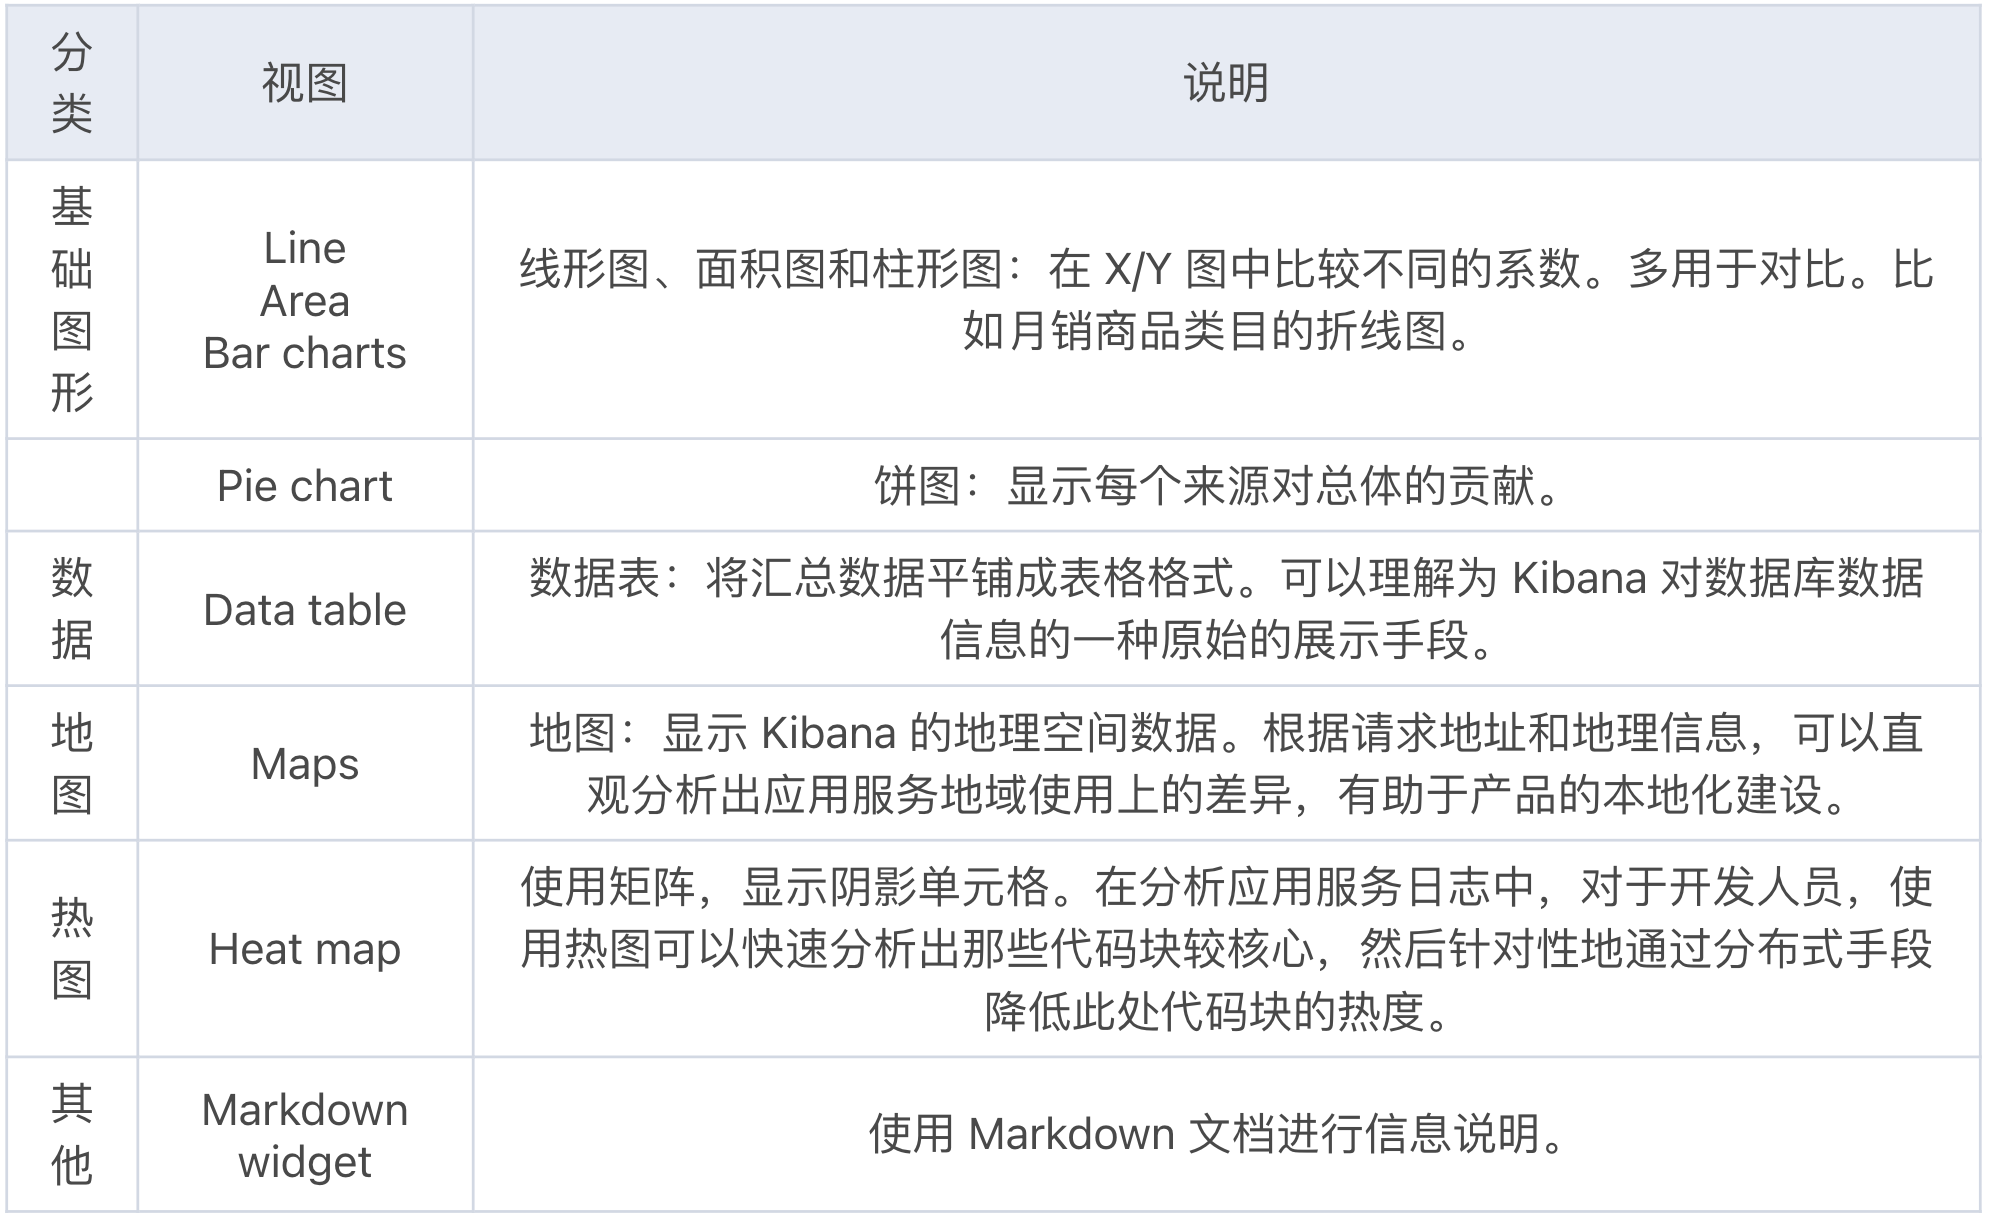 分
类
视图
说明
基
础
图
形
Line
Area
Bar charts
线形图、面积图和柱形图：在 X/Y 图中比较不同的系数。多用于对比。比
如月销商品类目的折线图。
Pie chart
饼图：显示每个来源对总体的贡献。
数
据
Data table
数据表：将汇总数据平铺成表格格式。可以理解为 Kibana 对数据库数据
信息的一种原始的展示手段。
地
图
Maps
地图：显示 Kibana 的地理空间数据。根据请求地址和地理信息，可以直
观分析出应用服务地域使用上的差异，有助于产品的本地化建设。
热
图
Heat map
使用矩阵，显示阴影单元格。在分析应用服务日志中，对于开发人员，使
用热图可以快速分析出那些代码块较核心，然后针对性地通过分布式手段
降低此处代码块的热度。
其
他
Markdown
widget
使用 Markdown 文档进行信息说明。